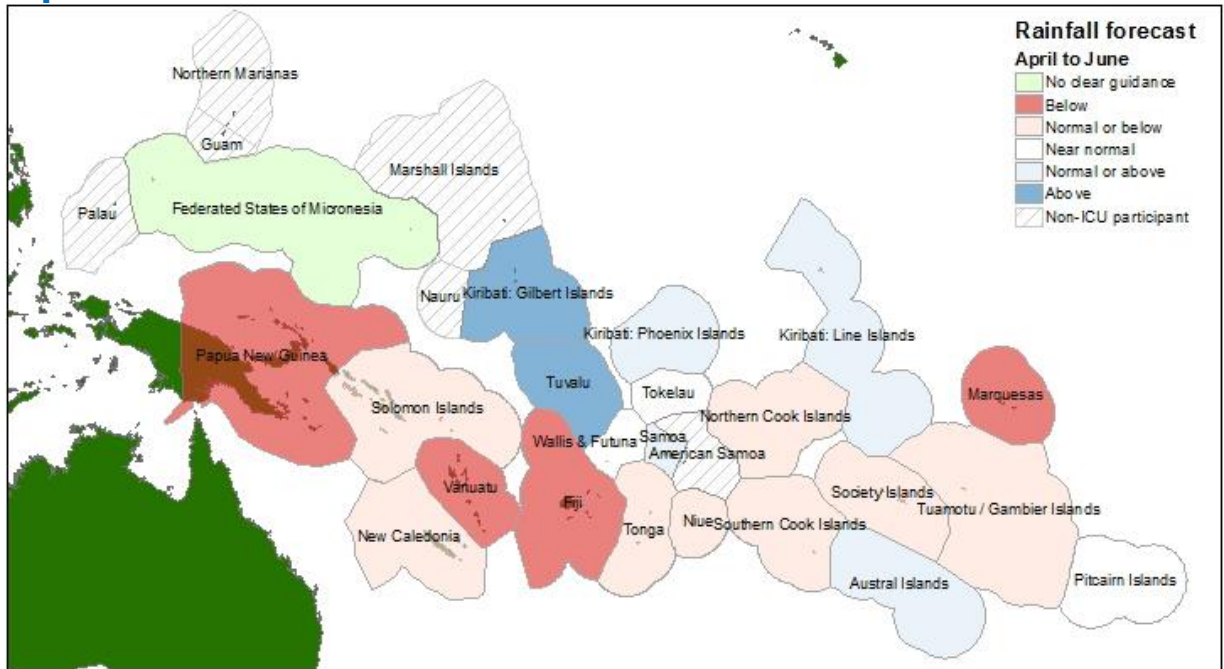 Rainfall forecast
April to June
No clear guidance
Below
Normal or below
Near normal
Normal or above
Above
Non-ICU participant
Northern Marianas
Guam
Marshall Islands
Palau
Federated States of Micronesia
Nauru
Kiribati: Gilbert Islands
Kiribati: Phoenix Islands
Kiribati: Line Islands
Papua New Guinea
Tuvalu
Tokelau
Marquesas
Solomon Islands
Northern Cook Islands
Wallis & Futuna
Samoa
American Samoa
Vanuatu
Fiji
Society Islands
Tuamotu / Gambier Islands
New Caledonia
Tonga
Niue
Southern Cook Islands
Austral Islands
Pitcairn Islands